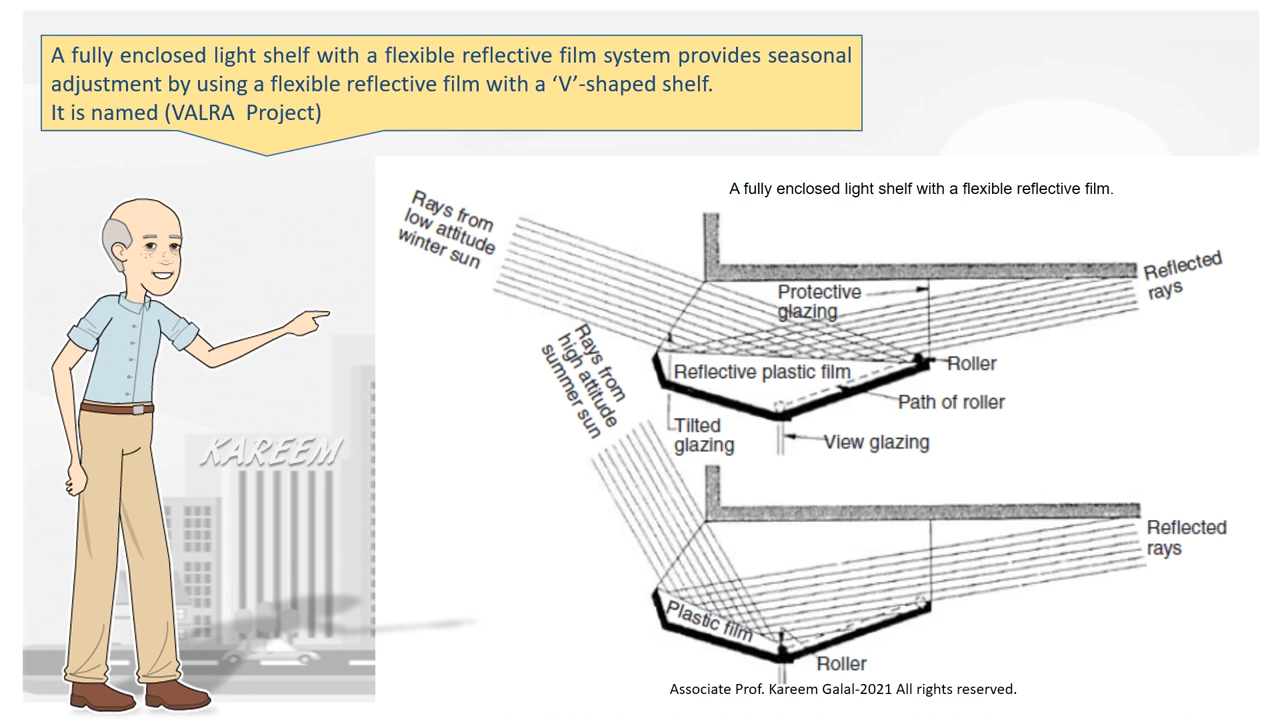 A fully enclosed light shelf with a flexible reflective film system provides seasonal
adjustment by using a flexible reflective film with a ‘V’-shaped shelf.
It is named (VALRA  Project)
A fully enclosed light shelf with a flexible reflective film.
Rays from
low attitude
winter sun
Protective
glazing
Reflected
rays
Reflective plastic film
Roller
Path of roller
Tilted
glazing
View glazing
Rays from
high attitude
summer sun
KAREEM
Reflected
rays
Plastic film
Roller
Associate Prof. Kareem Galal-2021 All rights reserved.